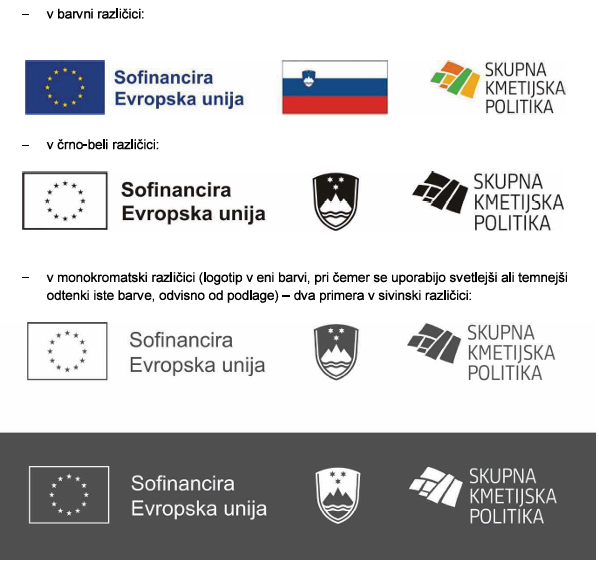 – v barvni različici:
Sofinancira
Evropska unija
SKUPNA
KMETIJSKA
POLITIKA
– v črno-beli različici:
Sofinancira
Evropska unija
SKUPNA
KMETIJSKA
POLITIKA
– v monokromatski različici (logotip v eni barvi, pri čemer se uporabijo svetlejši ali temnejši
odtenki iste barve, odvisno od podlage) – dva primera v sivinski različici:
Sofinancira
Evropska unija
SKUPNA
KMETIJSKA
POLITIKA
Sofinancira
Evropska unija
SKUPNA
KMETIJSKA
POLITIKA